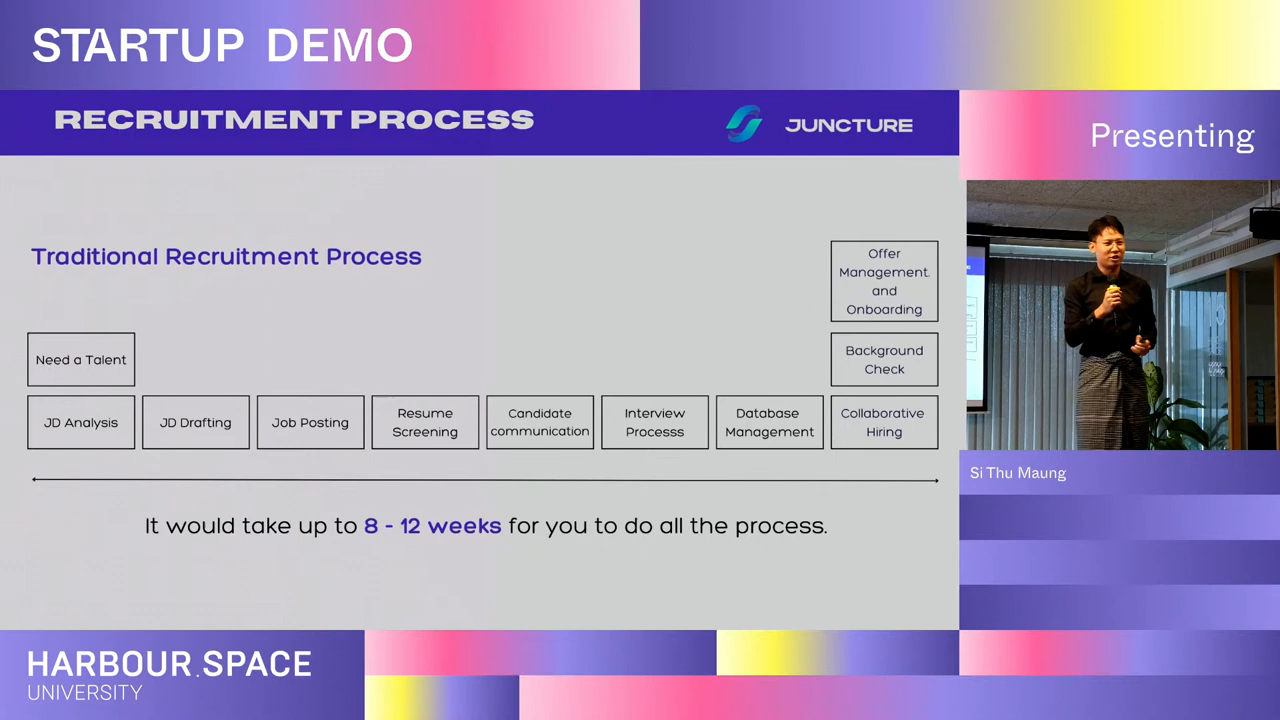 STARTUP DEMO
RECRUITMENT PROCESS
JUNCTURE
Presenting
Traditional Recruitment Process
Offer
Management
and
Onboarding
Need a Talent
Background
Check
JD Analysis
JD Drafting
Job Posting
Resume
Screening
Candidate
communication
Interview
Processs
Database
Management
Collaborative
Hiring
It would take up to 8 - 12 weeks for you to do all the process.
Si Thu Maung
HARBOUR.SPACE
UNIVERSITY